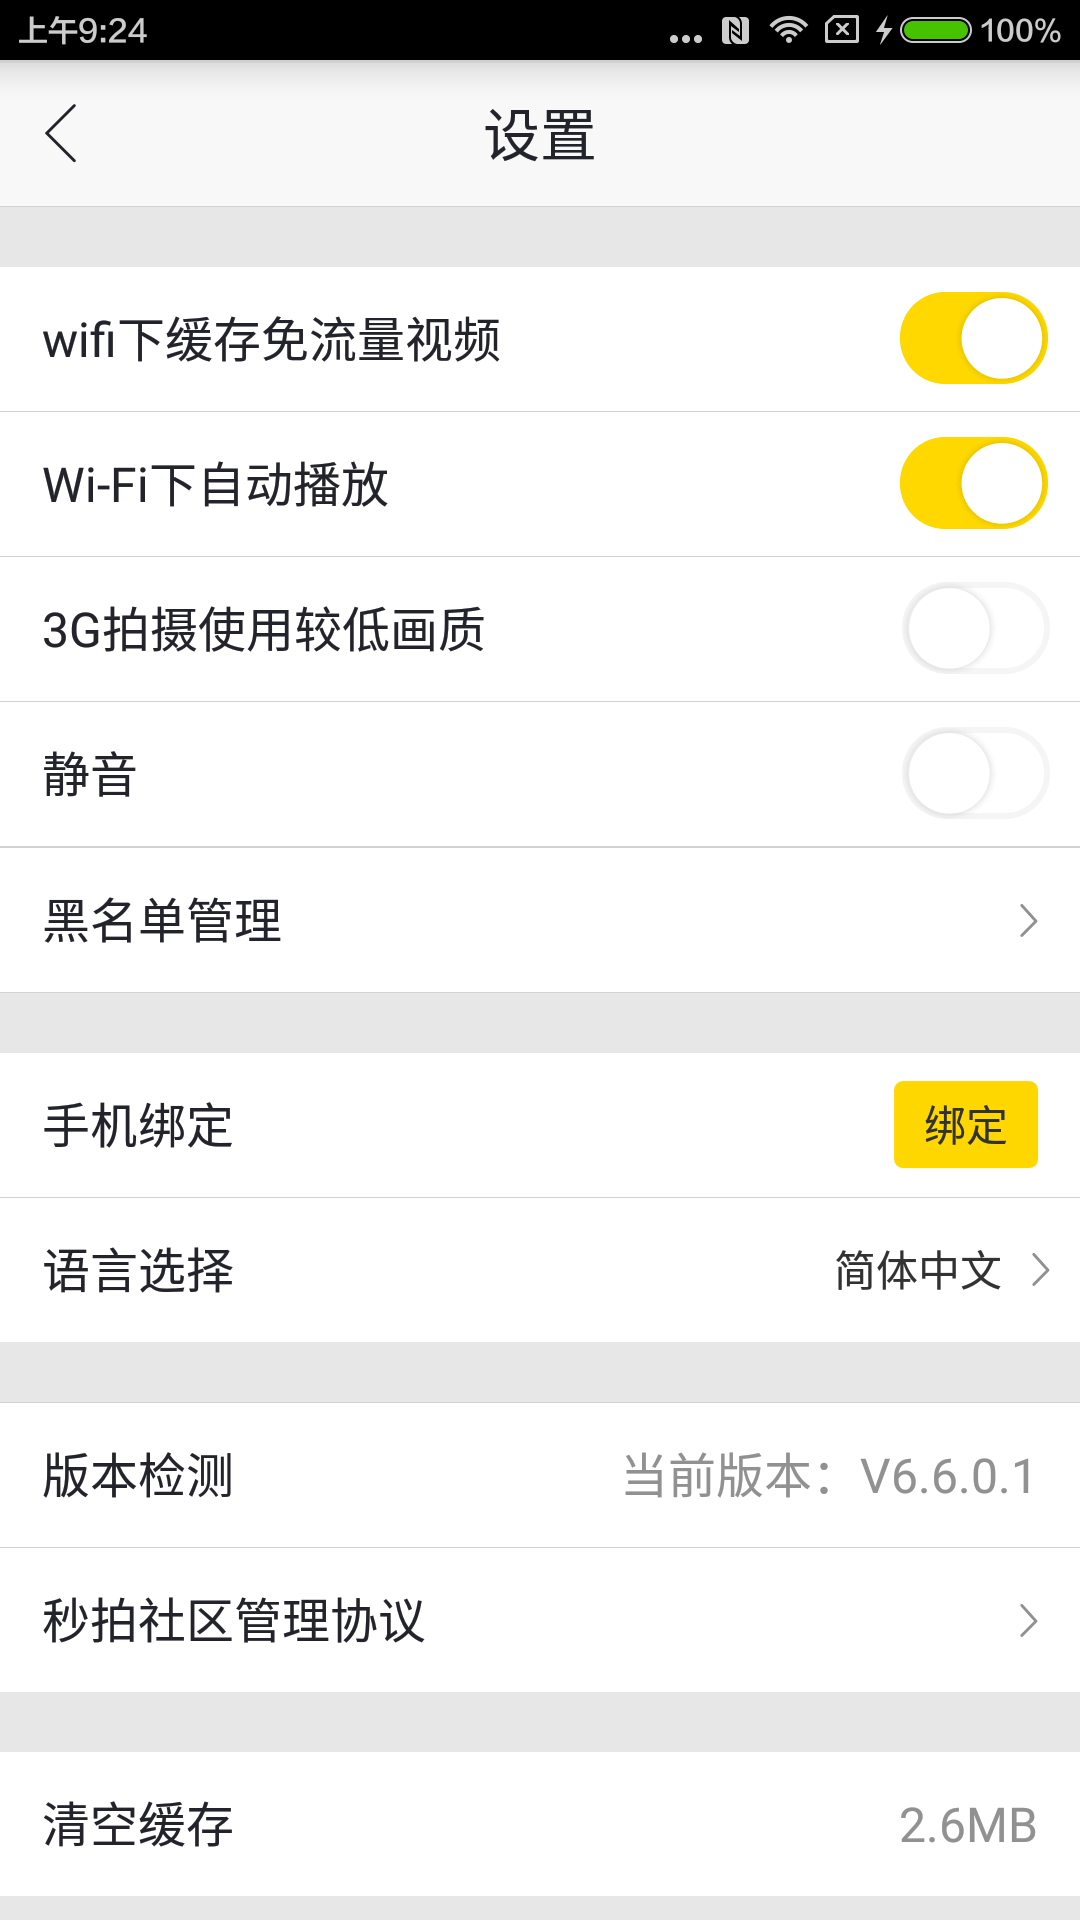 上午9:24
100%
设置
wifi下缓存免流量视频
Wi-Fi下自动播放
3G拍摄使用较低画质
静音
黑名单管理
手机绑定 绑定
语言选择 简体中文
版本检测 当前版本：V6.6.0.1
秒拍社区管理协议
清空缓存 2.6MB